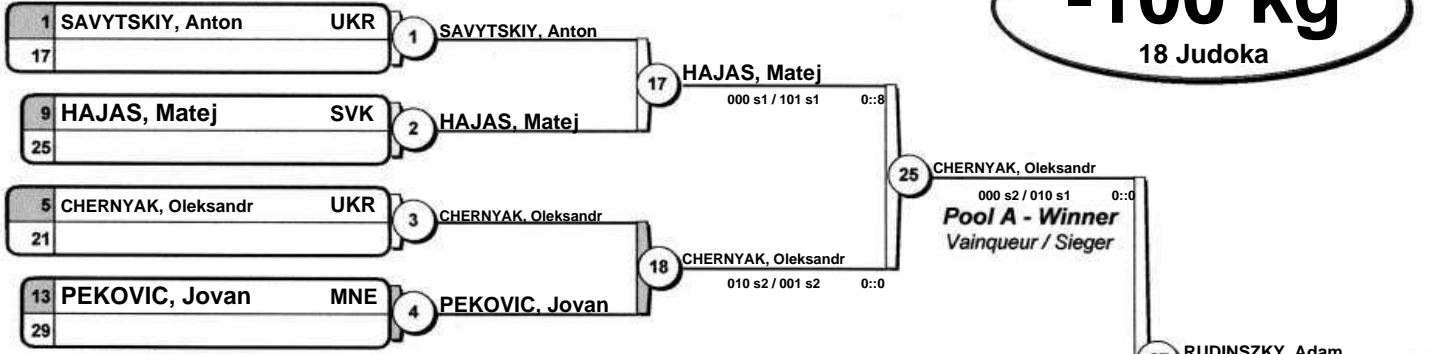 -100 kg
18 Judoka
1 SAVYTSKIY, Anton UKR
17
1
SAVYTSKIY, Anton
9 HAJAS, Matej SVK
25
2
HAJAS, Matej
17
HAJAS, Matej
000 s1 / 101 s1 0::8
5 CHERNYAK, Oleksandr UKR
21
3
CHERNYAK, Oleksandr
13 PEKOVIC, Jovan MNE
29
4
PEKOVIC, Jovan
18
CHERNYAK, Oleksandr
010 s2 / 001 s2 0::0
25
CHERNYAK, Oleksandr
000 s2 / 010 s1 0::0
Pool A - Winner
Vainqueur / Sieger
RUDINSZKY, Adam